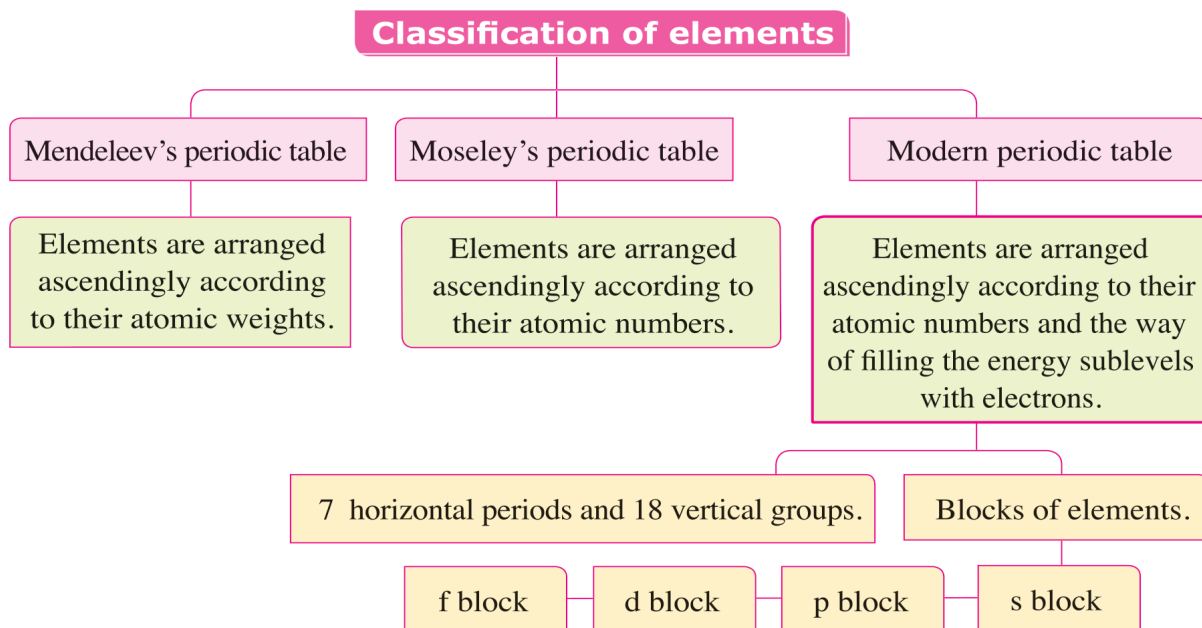 Classification of elements
Mendeleev's periodic table
Moseley's periodic table
Modern periodic table
Elements are arranged
ascendingly according
to their atomic weights.
Elements are arranged
ascendingly according to
their atomic numbers.
Elements are arranged
ascendingly according to their
atomic numbers and the way
of filling the energy sublevels
with electrons.
7 horizontal periods and 18 vertical groups.
Blocks of elements.
f block
d block
p block
s block